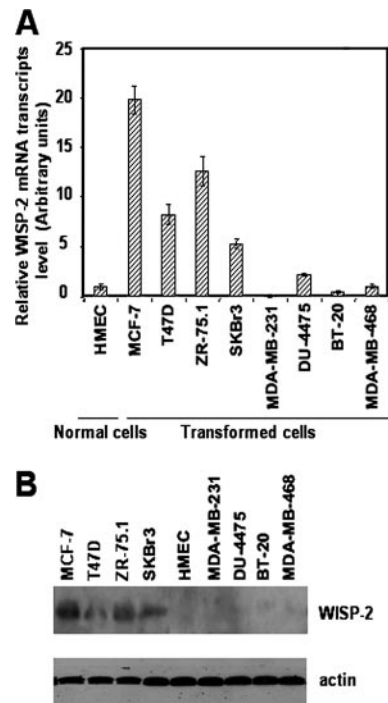 A
Relative WISP-2 mRNA transcripts
level (Arbitrary units)
25
20
15
10
5
0
HMEC
MCF-7
T47D
ZR-75.1
SKBr3
MDA-MB-231
DU-4475
BT-20
MDA-MB-468
Normal cells
Transformed cells
B
MCF-7
T47D
ZR-75.1
SKBr3
HMEC
MDA-MB-231
DU-4475
BT-20
MDA-MB-468
WISP-2
actin